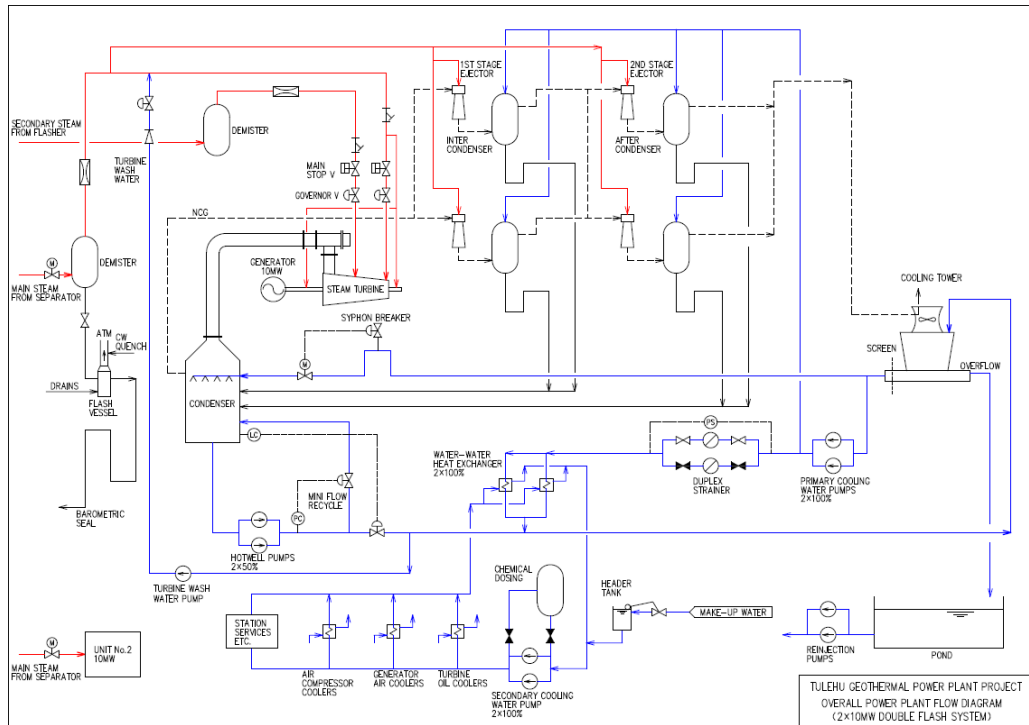 1ST STAGE
EJECTOR
2ND STAGE
EJECTOR
SECONDARY STEAM
FROM FLASHER
DEMISTER
TURBINE
WASH
WATER
MAIN
STOP V
GOVERNOR V
INTER
CONDENSER
AFTER
CONDENSER
NCG
M
DEMISTER
MAIN STEAM
FROM SEPARATOR
GENERATOR
10MW
STEAM TURBINE
COOLING TOWER
SYPHON BREAKER
M
SCREEN
OVERFLOW
ATM
CW
QUENCH
DRAINS
FLASH
VESSEL
CONDENSER
LC
PS
WATER-WATER
HEAT EXCHANGER
2×100%
DUPLEX
STRAINER
PRIMARY COOLING
WATER PUMPS
2×100%
MINI FLOW
RECYCLE
PC
BAROMETRIC
SEAL
HOTWELL PUMPS
2×50%
TURBINE WASH
WATER PUMP
CHEMICAL
DOSING
HEADER
TANK
MAKE-UP WATER
STATION
SERVICES
ETC.
REINJECTION
PUMPS
POND
M
UNIT No.2
10MW
MAIN STEAM
FROM SEPARATOR
AIR
COMPRESSOR
COOLERS
GENERATOR
AIR COOLERS
TURBINE
OIL COOLERS
SECONDARY COOLING
WATER PUMP
2×100%
TULEHU GEOTHERMAL POWER PLANT PROJECT
OVERALL POWER PLANT FLOW DIAGRAM
(2×10MW DOUBLE FLASH SYSTEM)